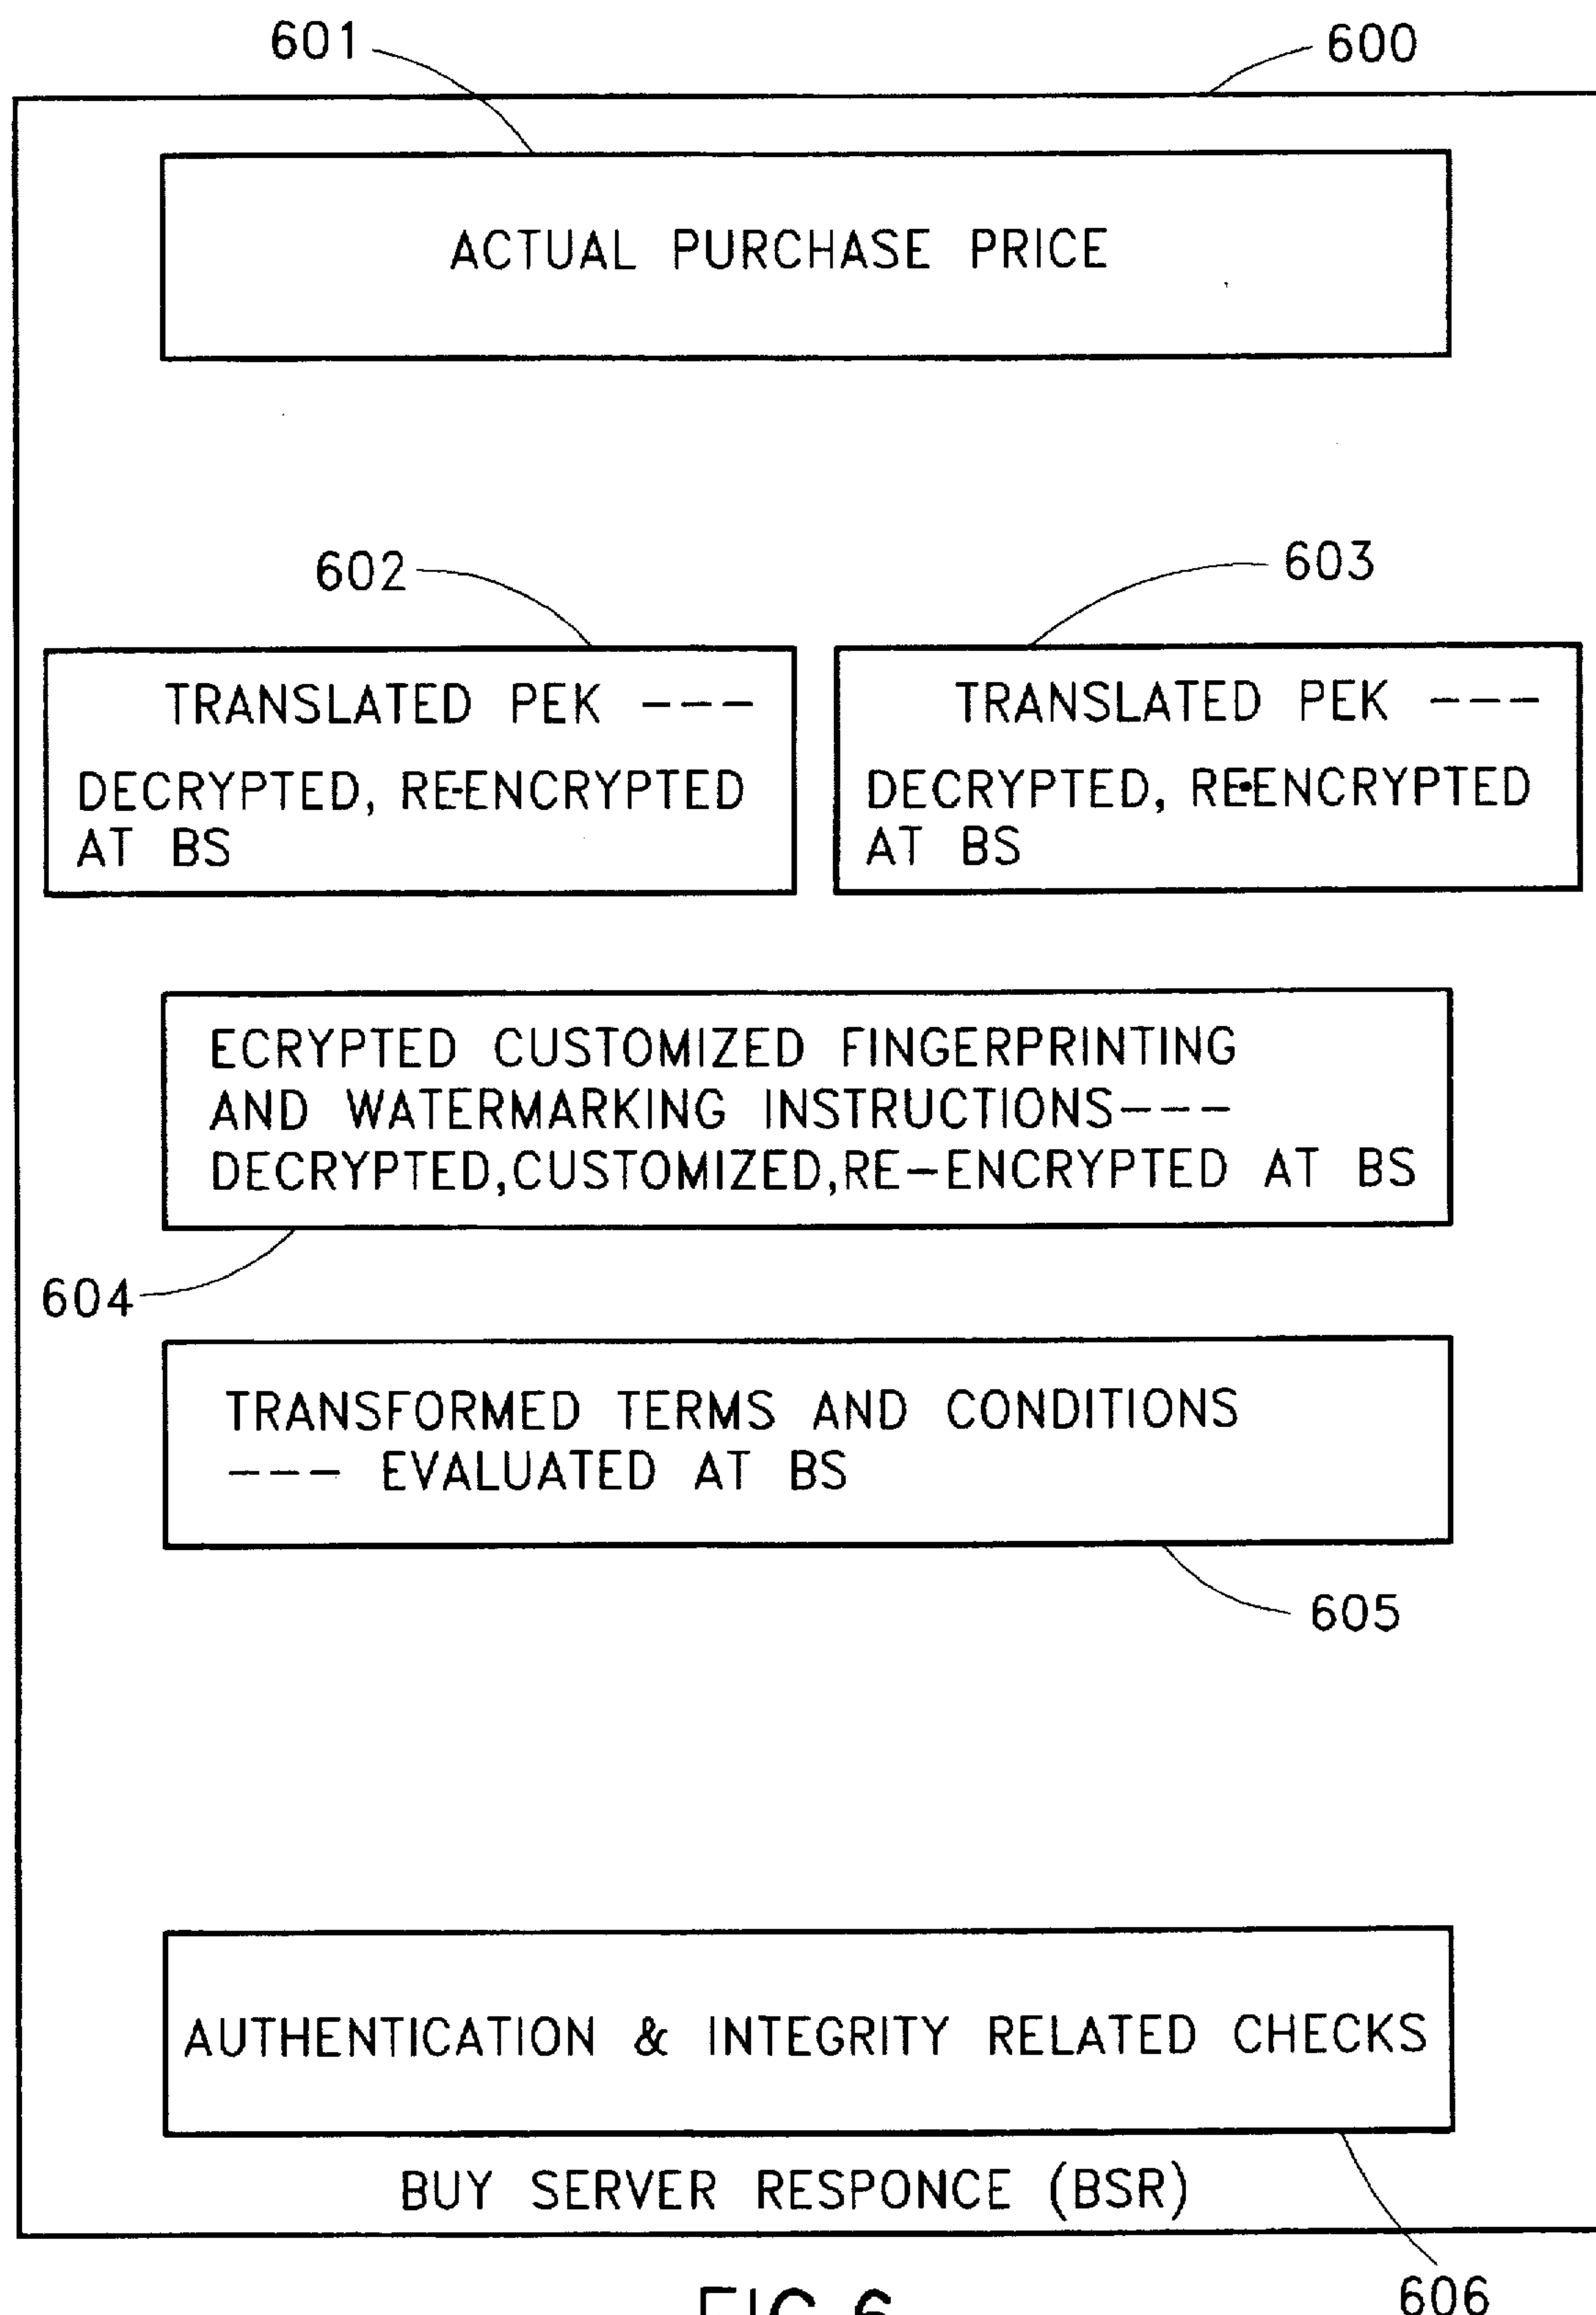 601
600
ACTUAL PURCHASE PRICE
602
603
TRANSLATED PEK ---
DECRYPTED, RE-ENCRYPTED
AT BS
TRANSLATED PEK ---
DECRYPTED, RE-ENCRYPTED
AT BS
ECRYPTED CUSTOMIZED FINGERPRINTING
AND WATERMARKING INSTRUCTIONS---
DECRYPTED,CUSTOMIZED,RE-ENCRYPTED AT BS
604
TRANSFORMED TERMS AND CONDITIONS
--- EVALUATED AT BS
605
AUTHENTICATION & INTEGRITY RELATED CHECKS
BUY SERVER RESPONCE (BSR)
606
FIG.6